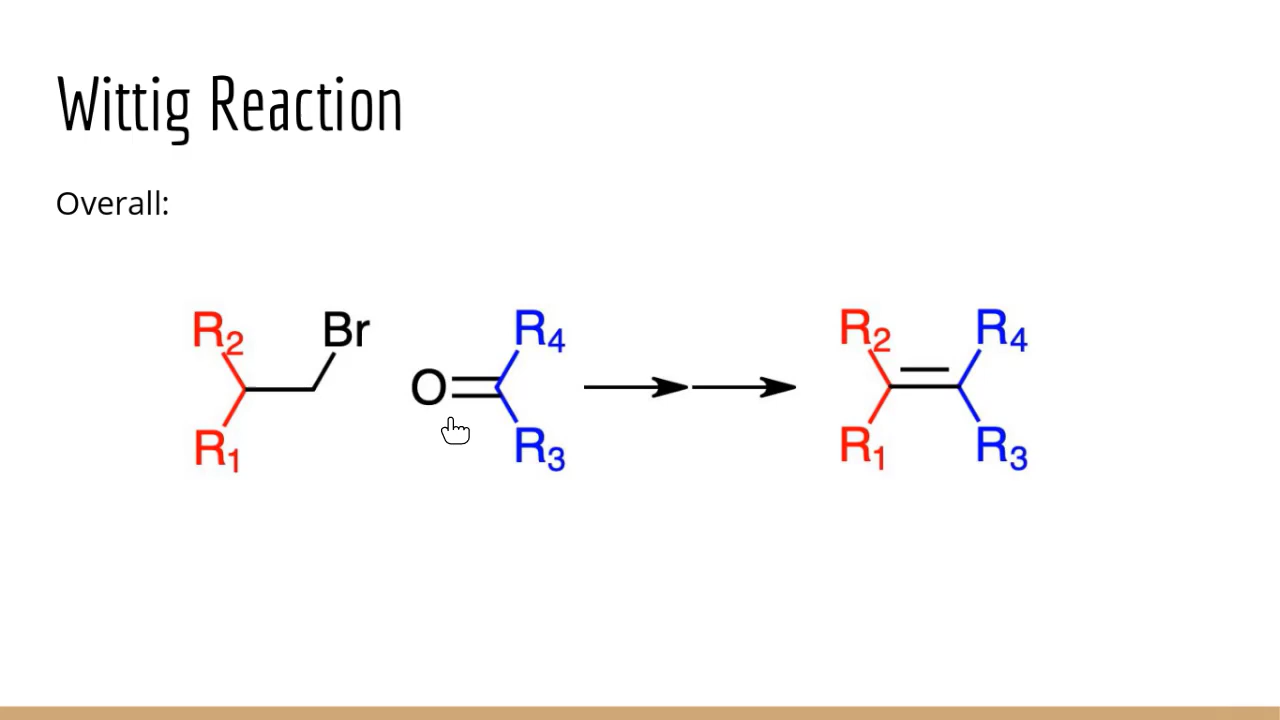 Wittig Reaction
Overall:
R2 Br R4 R2 R4
O
R1 R3 R1 R3